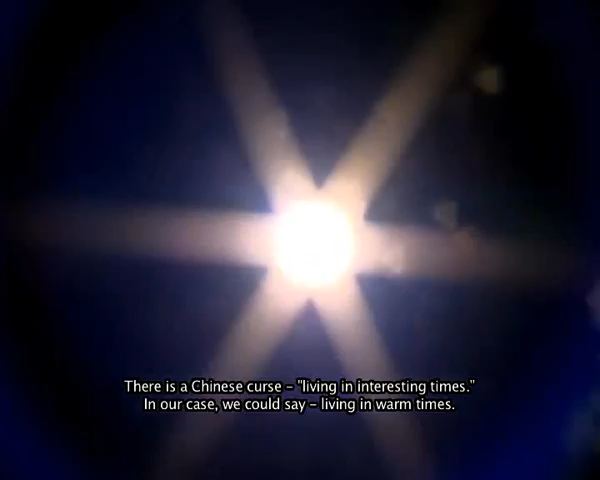 There is a Chinese curse – "living in interesting times."
In our case, we could say – living in warm times.